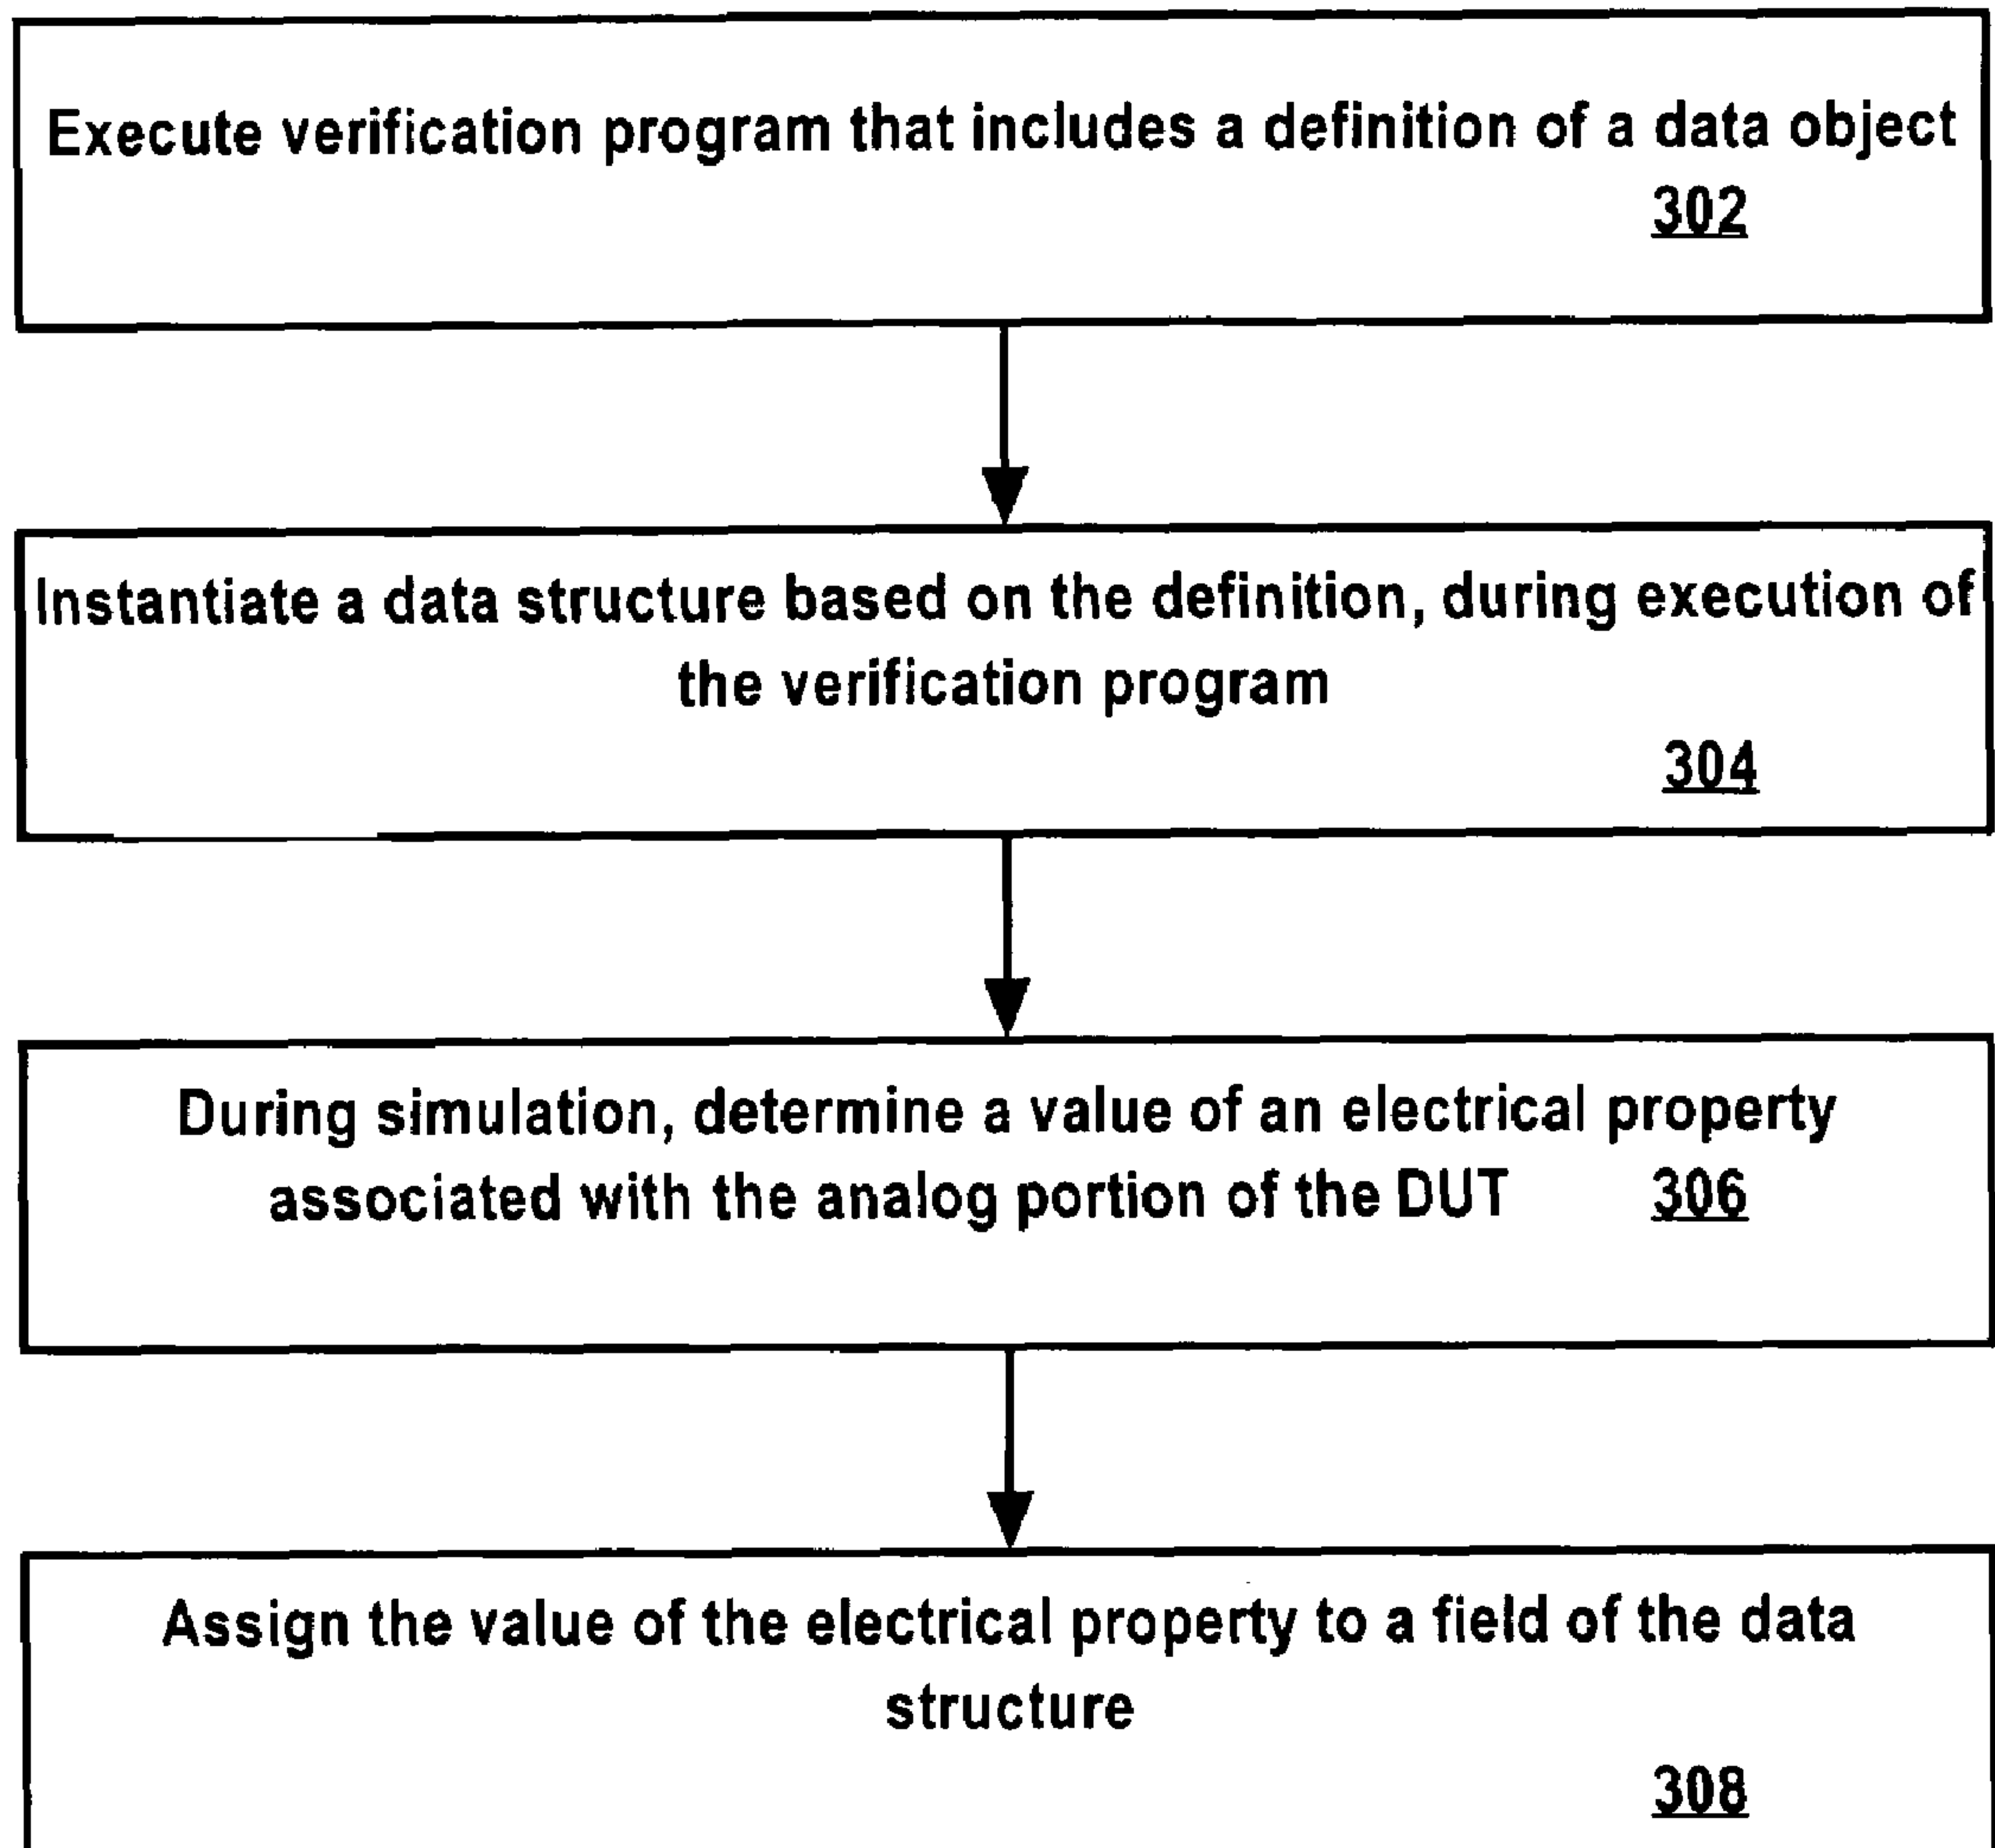 Execute verification program that includes a definition of a data object
302
Instantiate a data structure based on the definition, during execution of
the verification program
304
During simulation, determine a value of an electrical property
associated with the analog portion of the DUT 306
Assign the value of the electrical property to a field of the data
structure
308